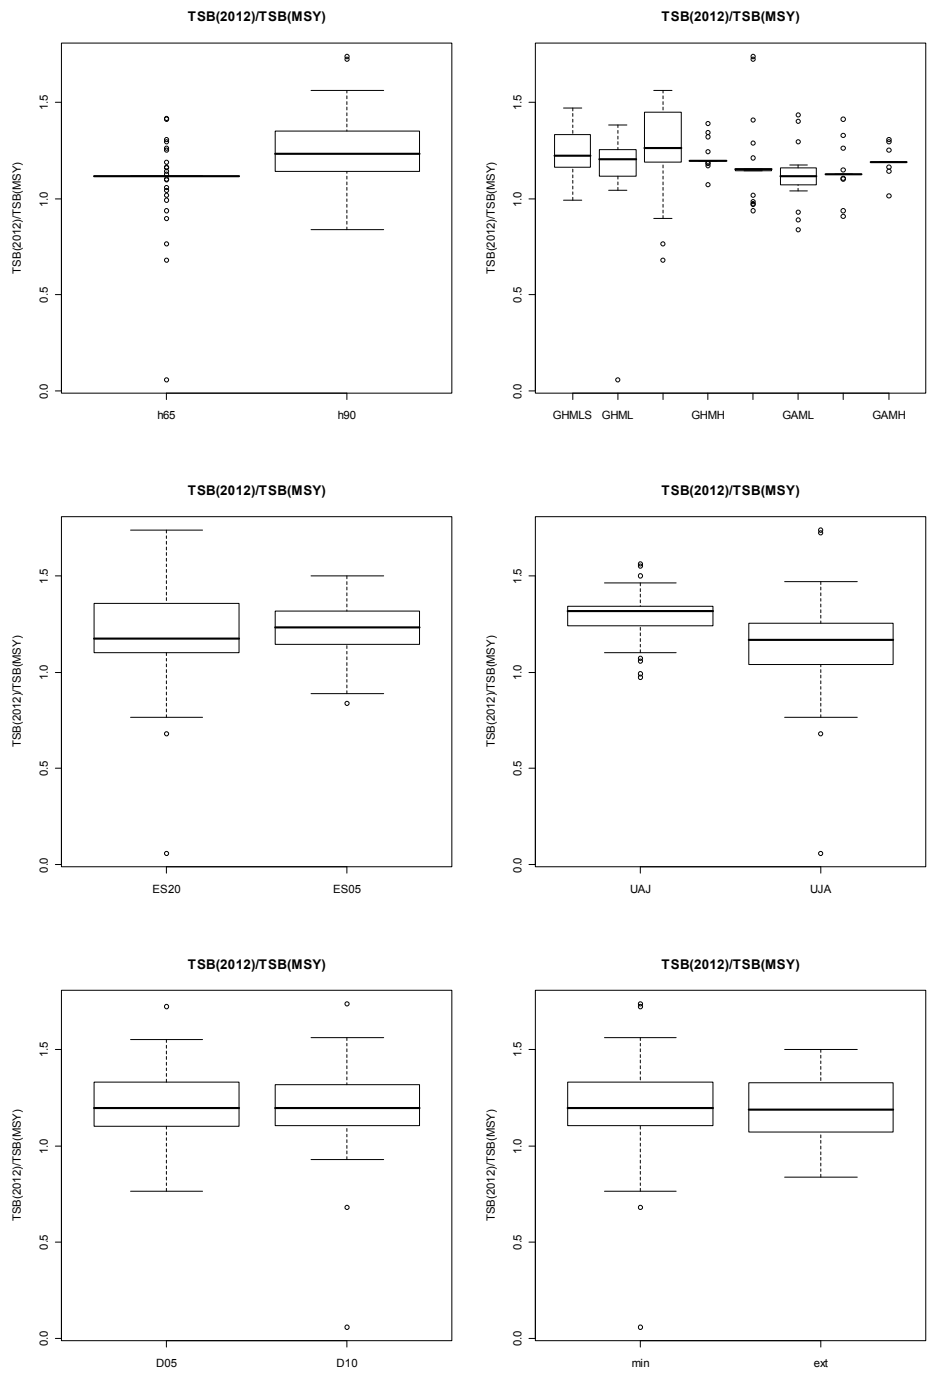 TSB(2012)/TSB(MSY)
TSB(2012)/TSB(MSY)
1.5
1.0
0.5
0.0
h65 h90
TSB(2012)/TSB(MSY)
TSB(2012)/TSB(MSY)
1.5
1.0
0.5
0.0
GHMLS GHML GHMH GAML GAMH
TSB(2012)/TSB(MSY)
TSB(2012)/TSB(MSY)
1.5
1.0
0.5
0.0
ES20 ES05
TSB(2012)/TSB(MSY)
TSB(2012)/TSB(MSY)
1.5
1.0
0.5
0.0
UAJ UJA
TSB(2012)/TSB(MSY)
TSB(2012)/TSB(MSY)
1.5
1.0
0.5
0.0
D05 D10
TSB(2012)/TSB(MSY)
TSB(2012)/TSB(MSY)
1.5
1.0
0.5
0.0
min ext